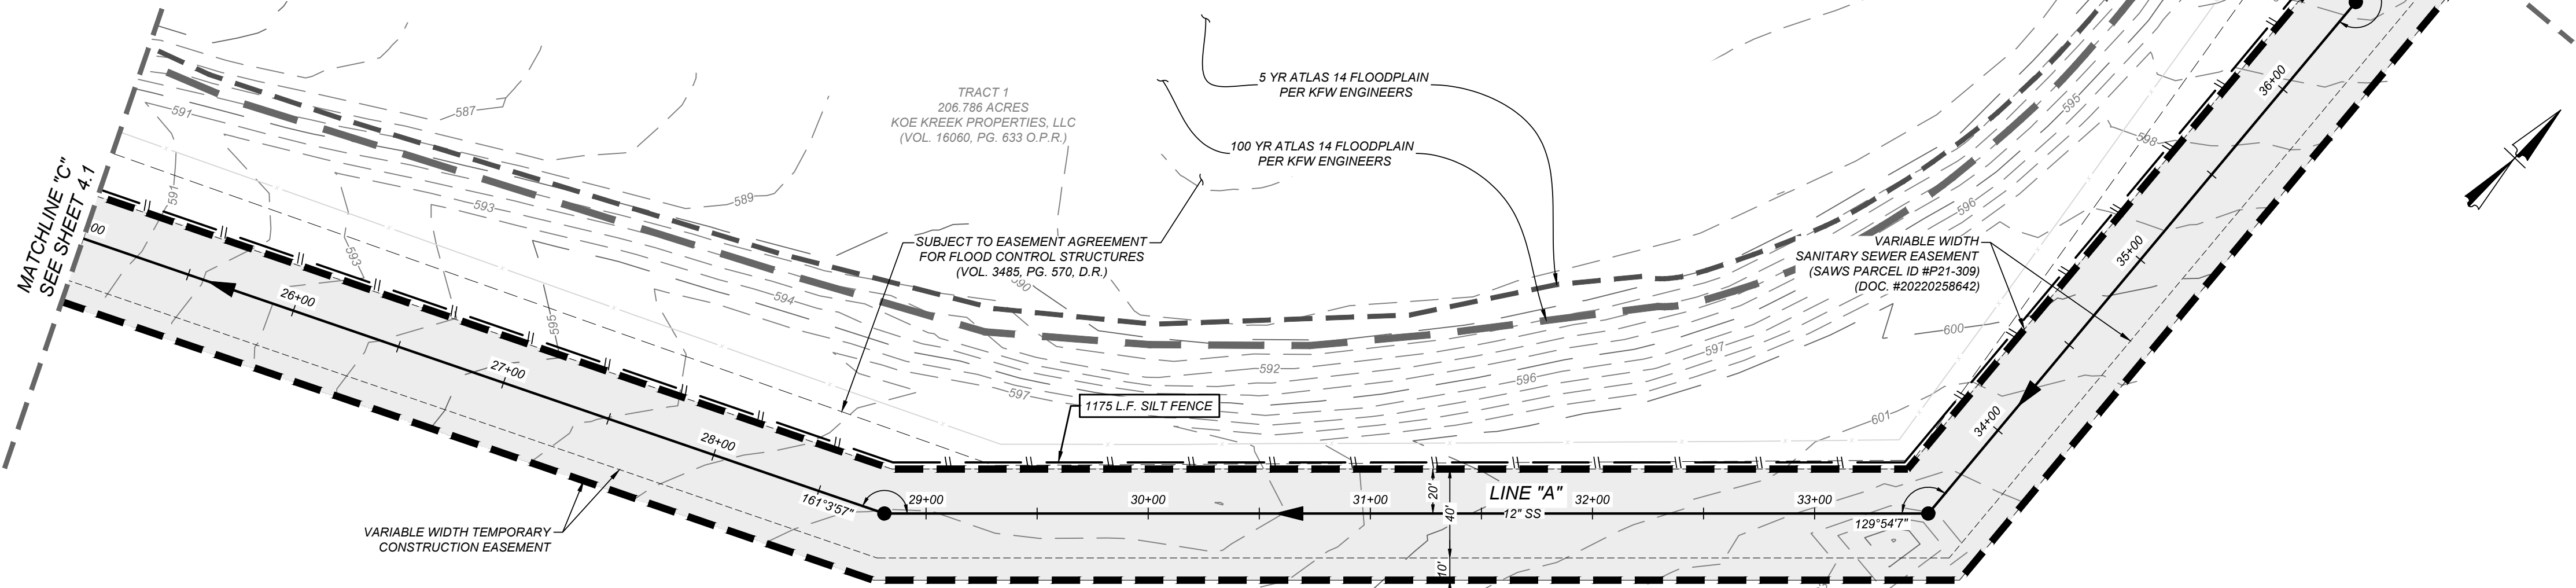 MATCHLINE "C"
SEE SHEET 4.1
TRACT 1
206.786 ACRES
KOE KREEK PROPERTIES, LLC
(VOL. 16060, PG. 633 O.P.R.)
5 YR ATLAS 14 FLOODPLAIN
PER KFW ENGINEERS
100 YR ATLAS 14 FLOODPLAIN
PER KFW ENGINEERS
SUBJECT TO EASEMENT AGREEMENT
FOR FLOOD CONTROL STRUCTURES
(VOL. 3485, PG. 570, D.R.)
VARIABLE WIDTH
SANITARY SEWER EASEMENT
(SAWS PARCEL ID #P21-309)
(DOC. #20220258642)
1175 L.F. SILT FENCE
VARIABLE WIDTH TEMPORARY
CONSTRUCTION EASEMENT
LINE "A"
12" SS
161°3'57"
129°54'7"
20'
40'
10'
00
26+00
27+00
28+00
29+00
30+00
31+00
32+00
33+00
34+00
35+00
36+00
587
589
590
591
591
593
593
594
595
597
592
596
597
595
596
598
600
601